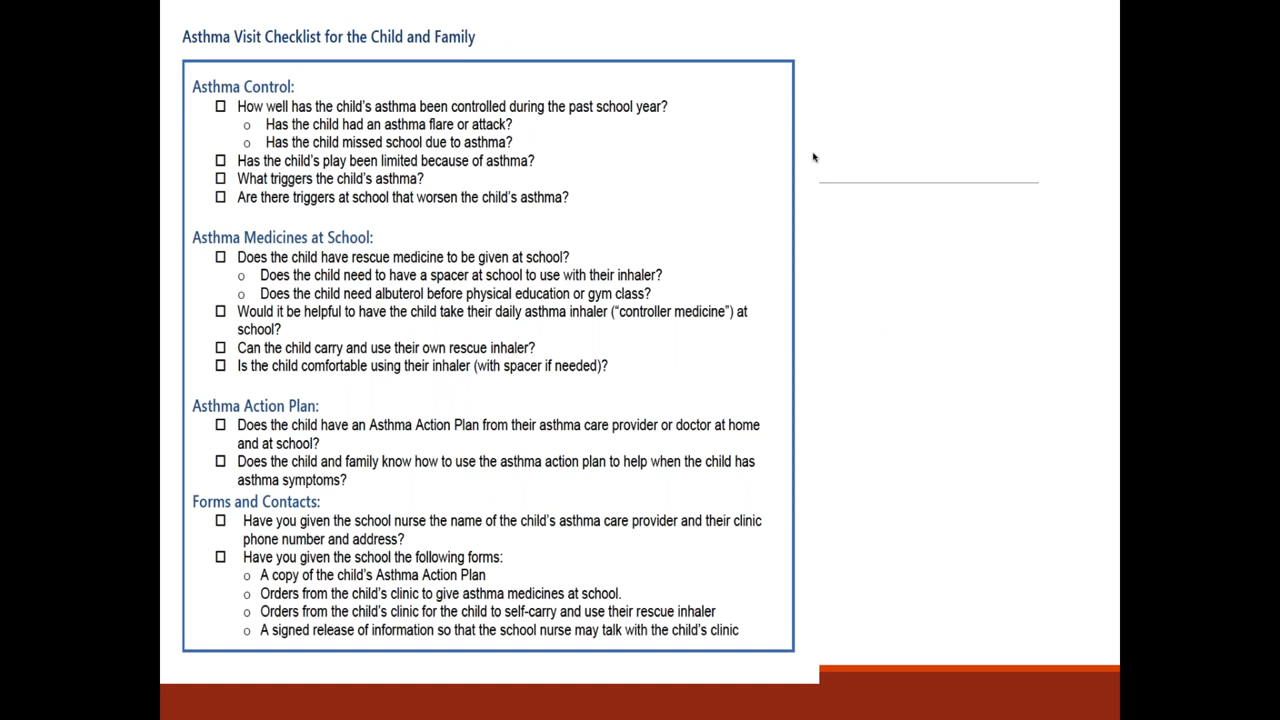 Asthma Visit Checklist for the Child and Family
Asthma Control:
☐ How well has the child's asthma been controlled during the past school year?
o Has the child had an asthma flare or attack?
o Has the child missed school due to asthma?
☐ Has the child's play been limited because of asthma?
☐ What triggers the child's asthma?
☐ Are there triggers at school that worsen the child's asthma?
Asthma Medicines at School:
☐ Does the child have rescue medicine to be given at school?
o Does the child need to have a spacer at school to use with their inhaler?
o Does the child need albuterol before physical education or gym class?
☐ Would it be helpful to have the child take their daily asthma inhaler (“controller medicine”) at
school?
☐ Can the child carry and use their own rescue inhaler?
☐ Is the child comfortable using their inhaler (with spacer if needed)?
Asthma Action Plan:
☐ Does the child have an Asthma Action Plan from their asthma care provider or doctor at home
and at school?
☐ Does the child and family know how to use the asthma action plan to help when the child has
asthma symptoms?
Forms and Contacts:
☐ Have you given the school nurse the name of the child's asthma care provider and their clinic
phone number and address?
☐ Have you given the school the following forms:
o A copy of the child's Asthma Action Plan
o Orders from the child's clinic to give asthma medicines at school.
o Orders from the child's clinic for the child to self-carry and use their rescue inhaler
o A signed release of information so that the school nurse may talk with the child's clinic